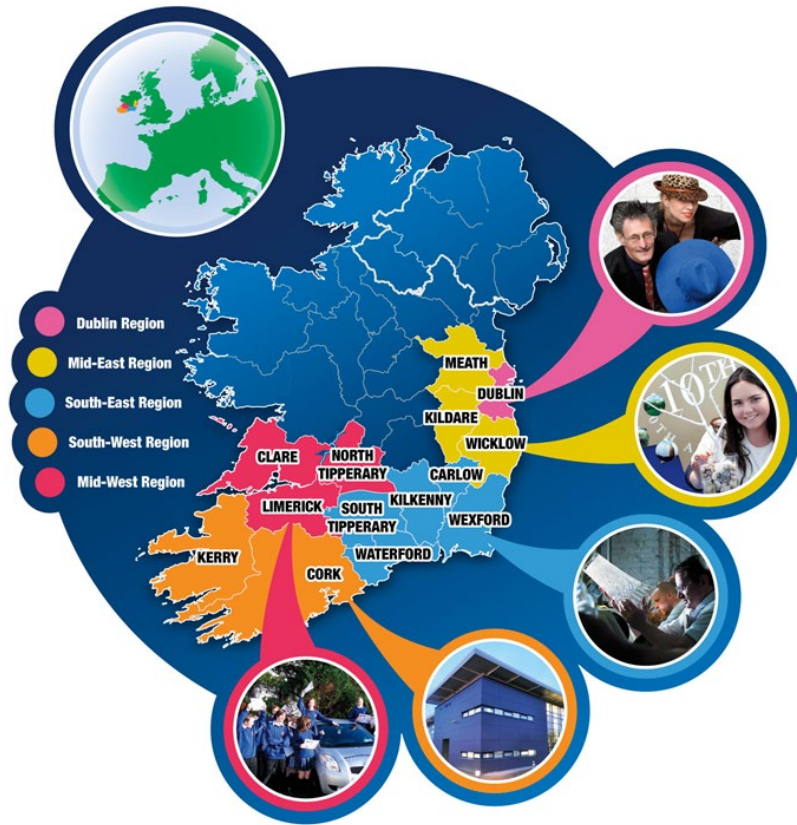 Dublin Region
Mid-East Region
South-East Region
South-West Region
Mid-West Region
MEATH
DUBLIN
KILDARE
WICKLOW
CLARE
NORTH
TIPPERARY
CARLOW
LIMERICK
KILKENNY
SOUTH
TIPPERARY
WEXFORD
KERRY
WATERFORD
CORK
10TH